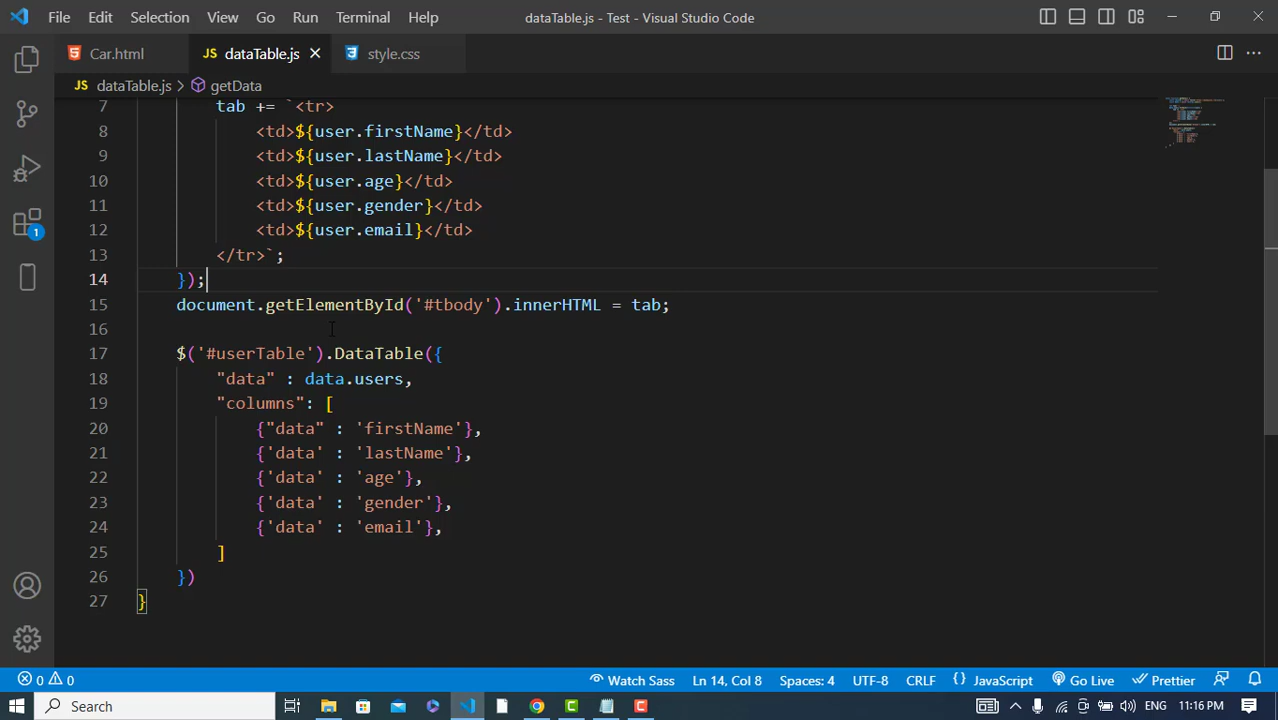 File Edit Selection View Go Run Terminal Help dataTable.js - Test - Visual Studio Code
Car.html JS dataTable.js style.css
JS dataTable.js > getData
7 tab += `<tr>
8 <td>${user.firstName}</td>
9 <td>${user.lastName}</td>
10 <td>${user.age}</td>
11 <td>${user.gender}</td>
12 <td>${user.email}</td>
13 </tr>`;
14 });
15 document.getElementById('#tbody').innerHTML = tab;
16
17 $('#userTable').DataTable({
18 "data" : data.users,
19 "columns": [
20 {"data" : 'firstName'},
21 {'data' : 'lastName'},
22 {'data' : 'age'},
23 {'data' : 'gender'},
24 {'data' : 'email'},
25 ]
26 })
27 }
1
0 0 Watch Sass Ln 14, Col 8 Spaces: 4 UTF-8 CRLF {} JavaScript Go Live Prettier
Search ENG 11:16 PM